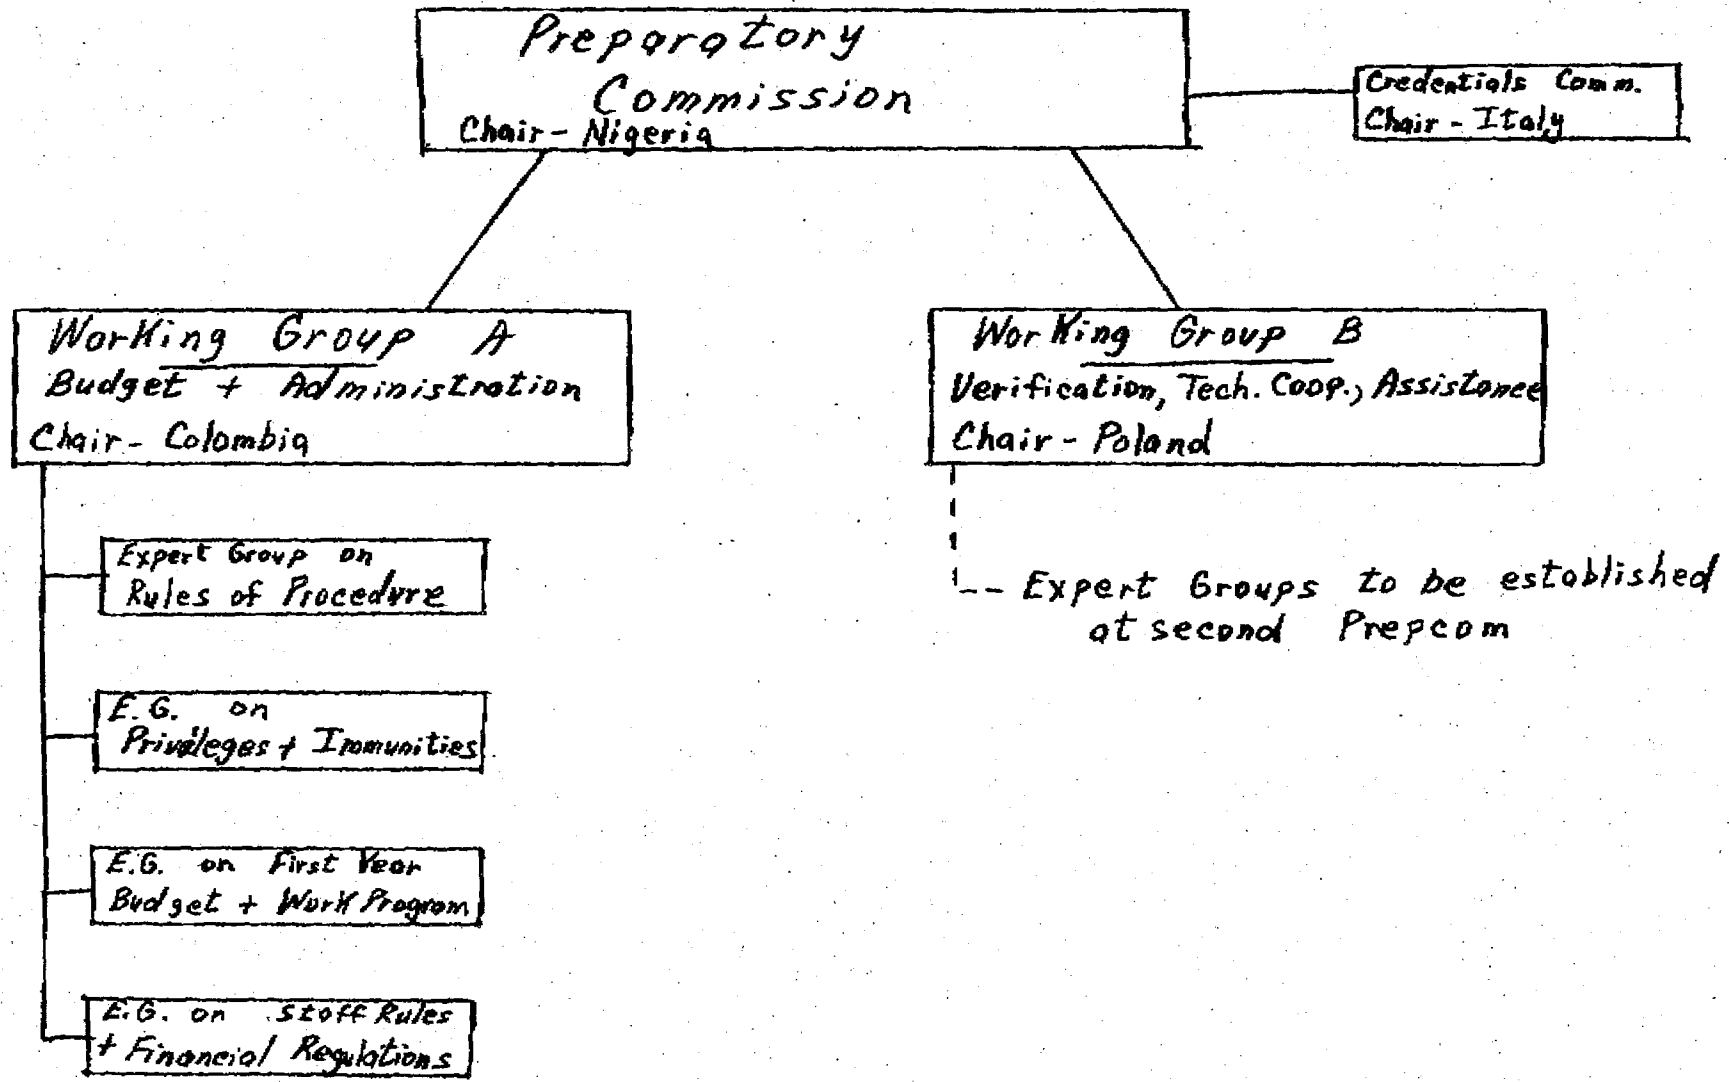 Preparatory
Commission
Chair - Nigeria
Credentials Comm.
Chair - Italy
Working Group A
Budget + Administration
Chair - Colombia
Working Group B
Verification, Tech. Coop., Assistance
Chair - Poland
Expert Group on
Rules of Procedure
-- Expert Groups to be established
at second Prepcom
E.G. on
Privileges + Immunities
E.G. on First Year
Budget + Work Program
E.G. on Staff Rules
+ Financial Regulations